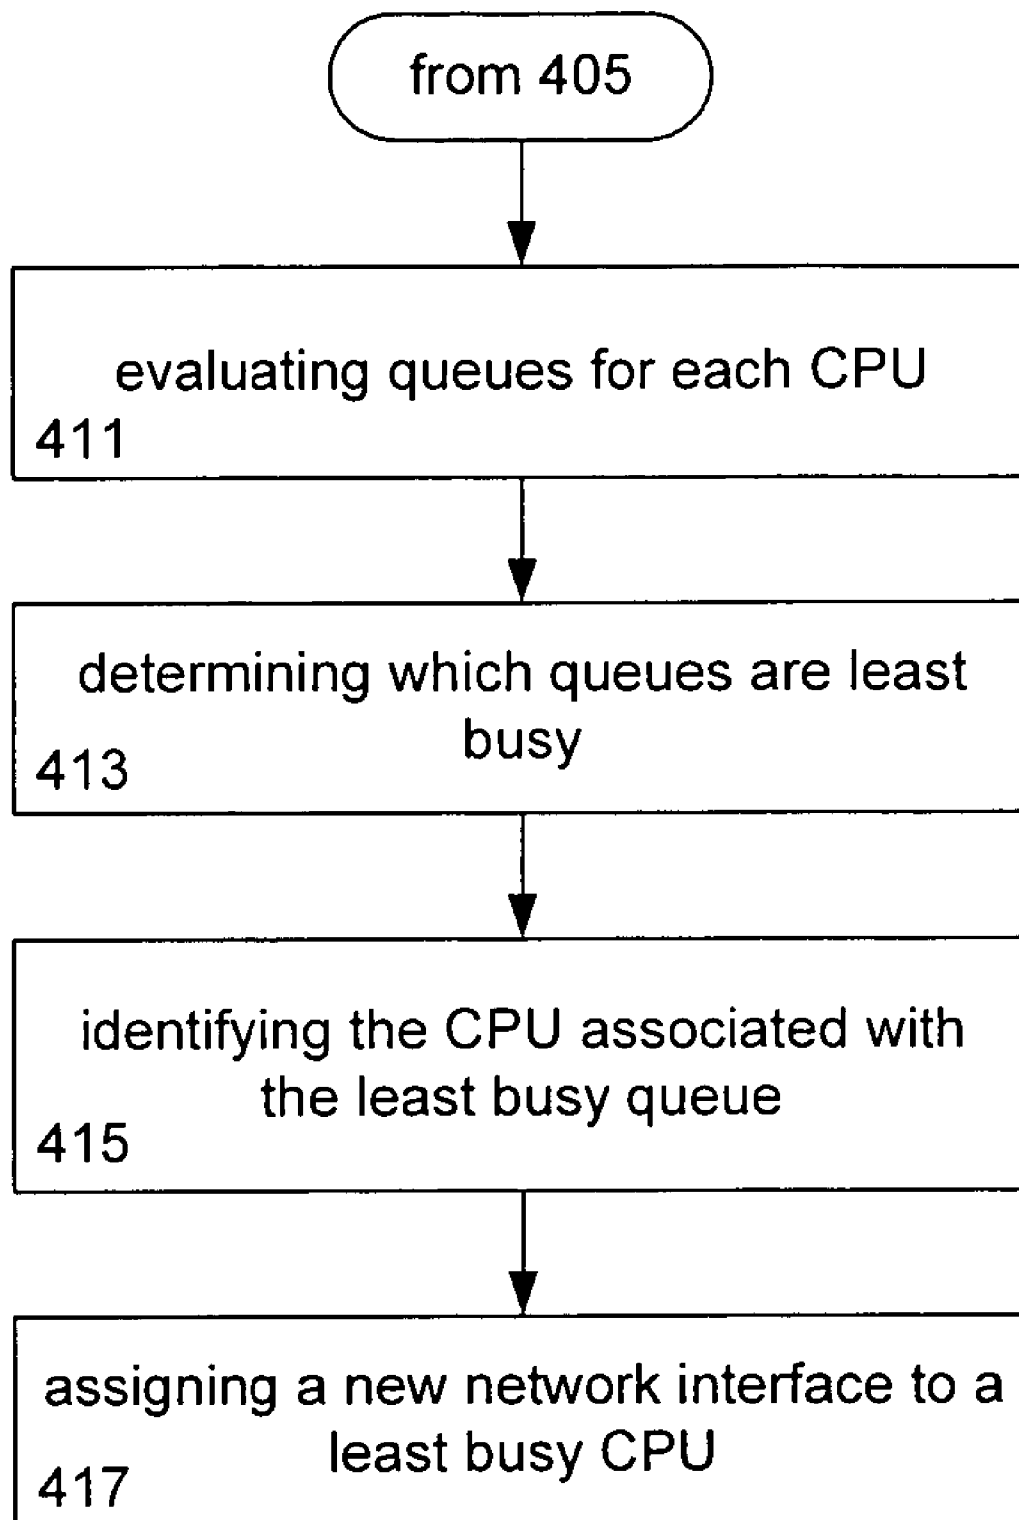 from 405
evaluating queues for each CPU
411
determining which queues are least
busy
413
identifying the CPU associated with
the least busy queue
415
assigning a new network interface to a
least busy CPU
417